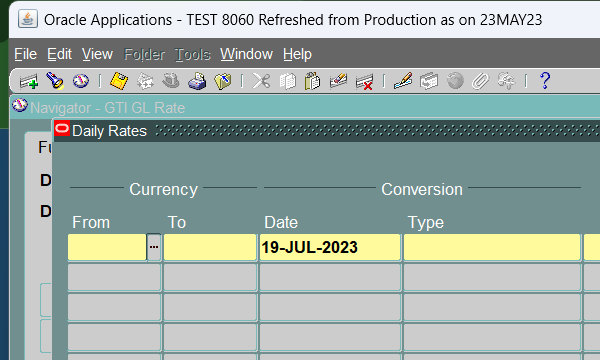 Oracle Applications - TEST 8060 Refreshed from Production as on 23MAY23
File Edit View Folder Tools Window Help
Navigator - GTI GL Rate
Daily Rates
Currency Conversion
From To Date Type
... 19-JUL-2023